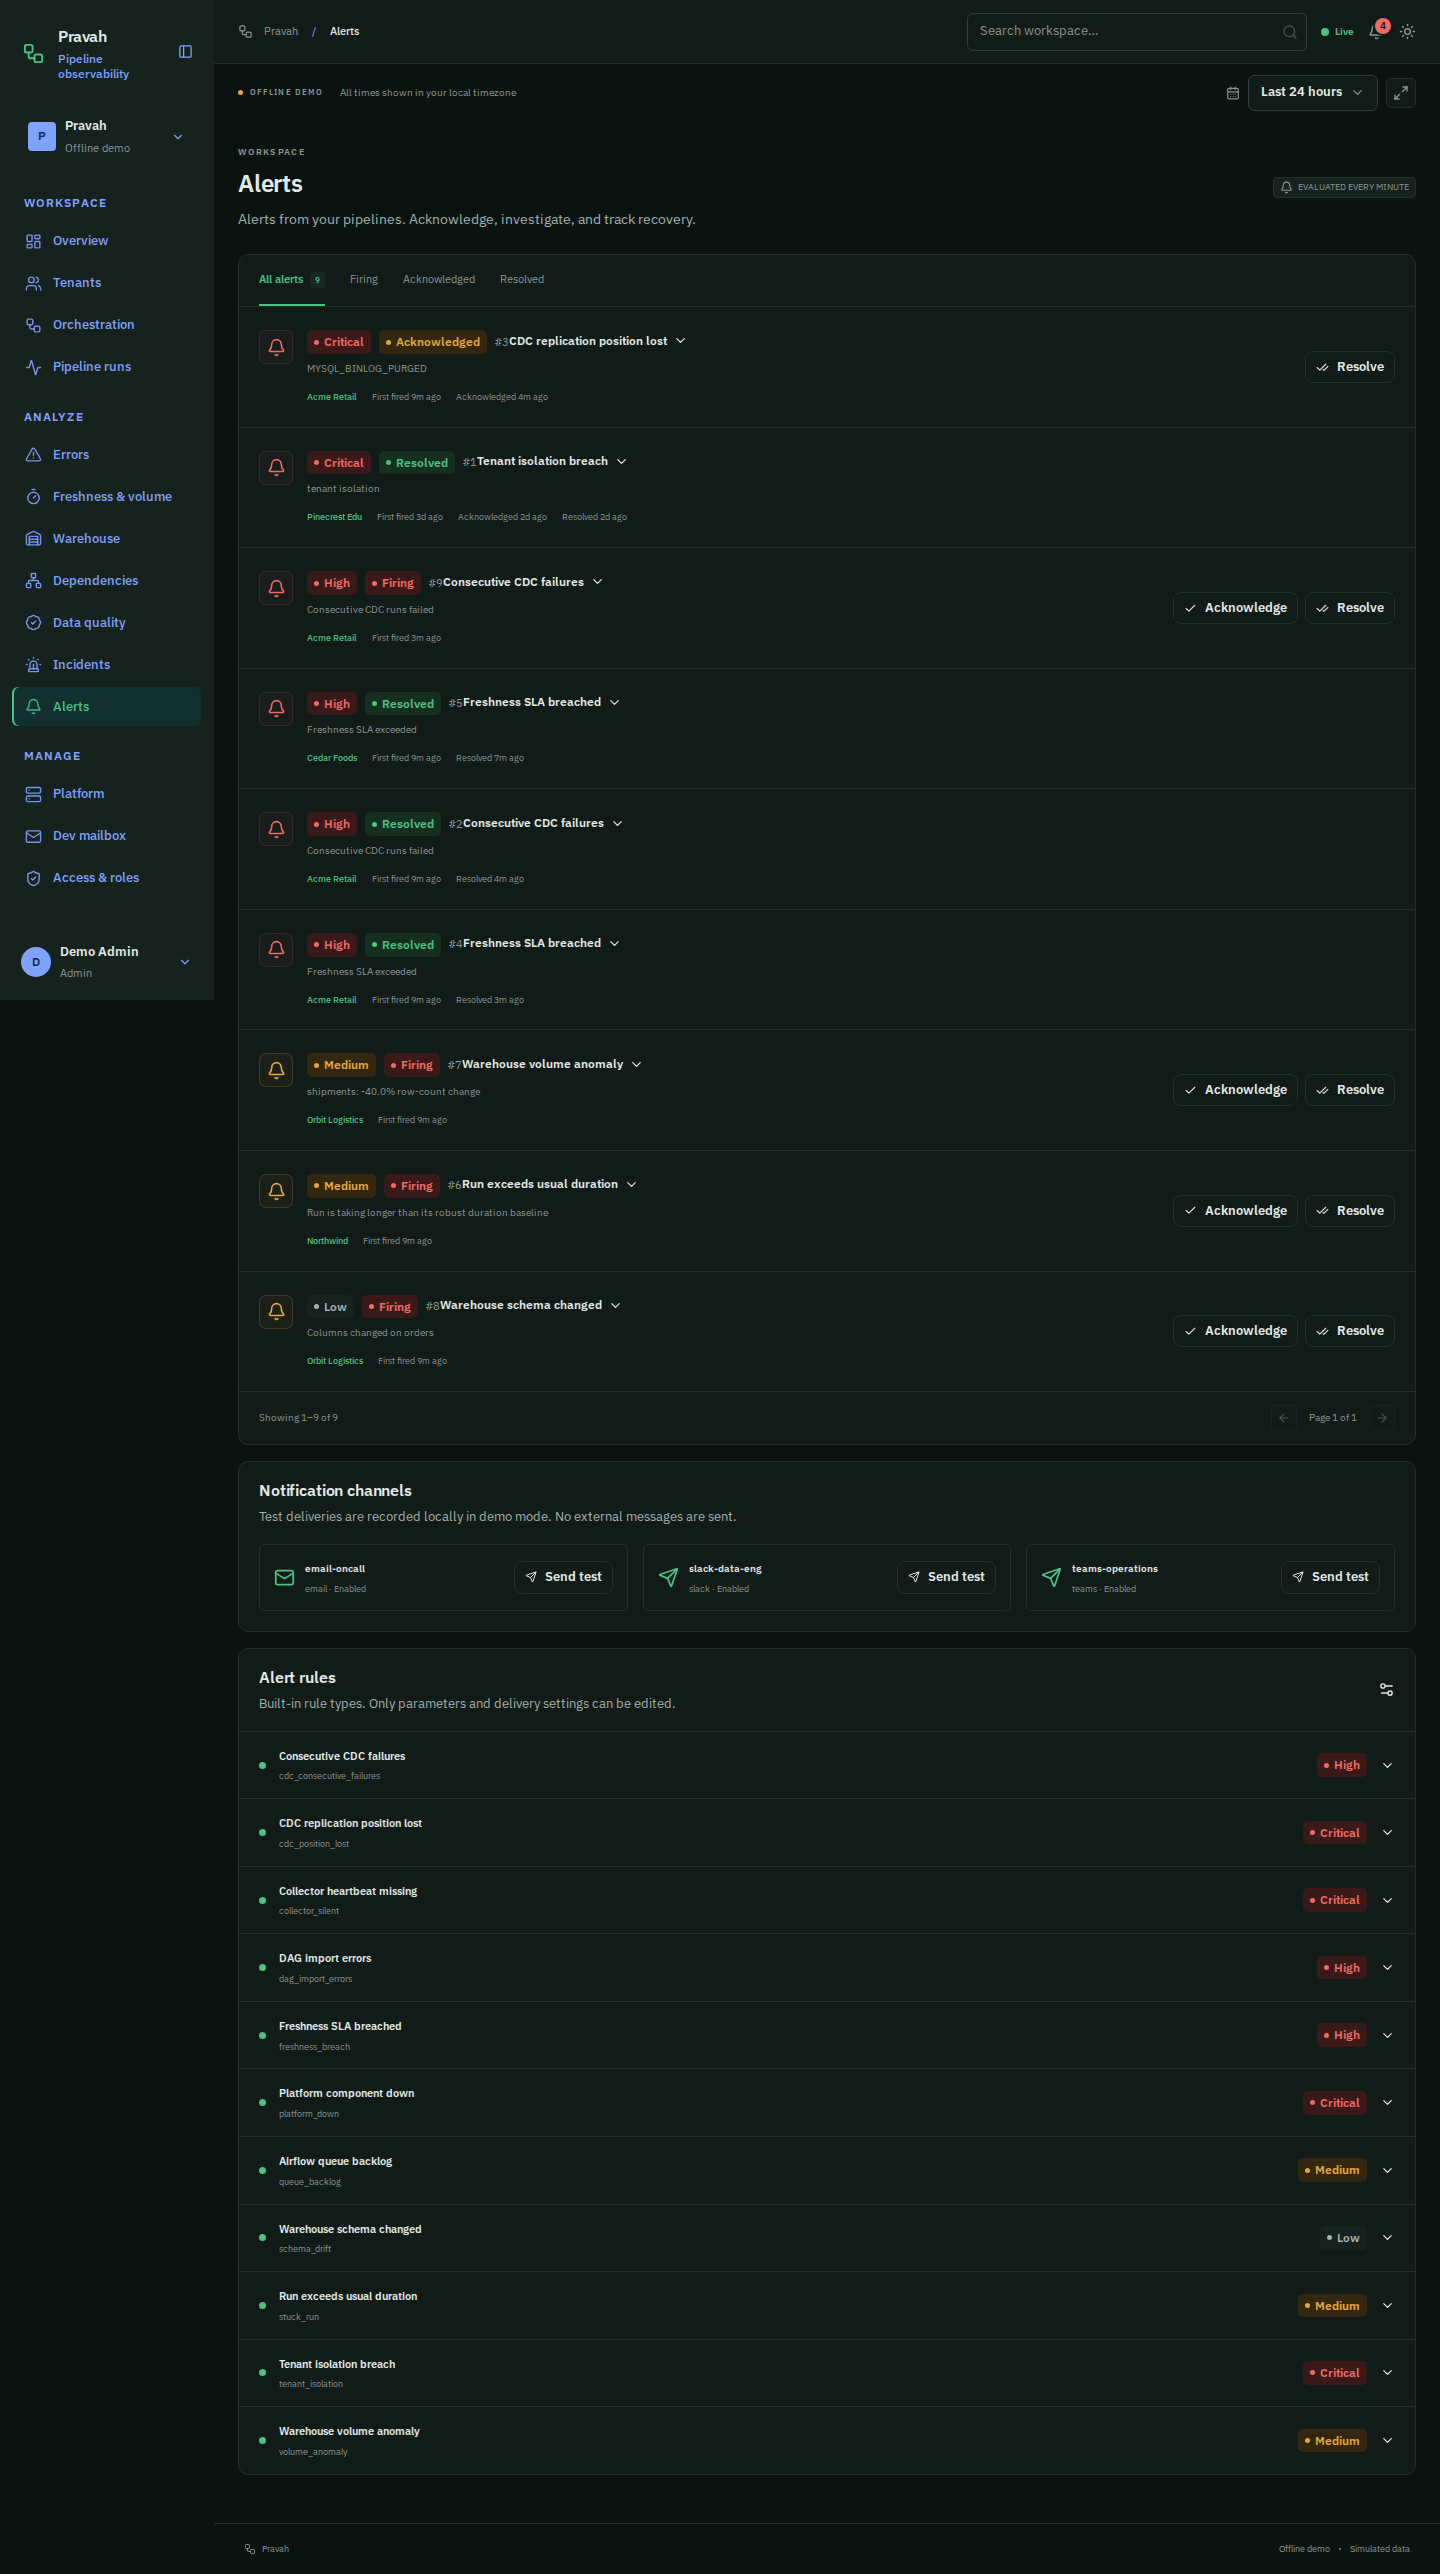 Pravah
Pipeline
observability
P
Pravah
Offline demo
WORKSPACE
Overview
Tenants
Orchestration
Pipeline runs
ANALYZE
Errors
Freshness & volume
Warehouse
Dependencies
Data quality
Incidents
Alerts
MANAGE
Platform
Dev mailbox
Access & roles
D
Demo Admin
Admin
Pravah / Alerts
Search workspace...
Live
4
OFFLINE DEMO All times shown in your local timezone
Last 24 hours
WORKSPACE
Alerts
EVALUATED EVERY MINUTE
Alerts from your pipelines. Acknowledge, investigate, and track recovery.
All alerts 9 Firing Acknowledged Resolved
Critical Acknowledged #3 CDC replication position lost
MYSQL_BINLOG_PURGED
Acme Retail First fired 9m ago Acknowledged 4m ago
Resolve
Critical Resolved #1 Tenant isolation breach
tenant isolation
Pinecrest Edu First fired 3d ago Acknowledged 2d ago Resolved 2d ago
High Firing #9 Consecutive CDC failures
Consecutive CDC runs failed
Acme Retail First fired 3m ago
Acknowledge Resolve
High Resolved #5 Freshness SLA breached
Freshness SLA exceeded
Cedar Foods First fired 9m ago Resolved 7m ago
High Resolved #2 Consecutive CDC failures
Consecutive CDC runs failed
Acme Retail First fired 9m ago Resolved 4m ago
High Resolved #4 Freshness SLA breached
Freshness SLA exceeded
Acme Retail First fired 9m ago Resolved 3m ago
Medium Firing #7 Warehouse volume anomaly
shipments: -40.0% row-count change
Orbit Logistics First fired 9m ago
Acknowledge Resolve
Medium Firing #6 Run exceeds usual duration
Run is taking longer than its robust duration baseline
Northwind First fired 9m ago
Acknowledge Resolve
Low Firing #8 Warehouse schema changed
Columns changed on orders
Orbit Logistics First fired 9m ago
Acknowledge Resolve
Showing 1–9 of 9
Page 1 of 1
Notification channels
Test deliveries are recorded locally in demo mode. No external messages are sent.
email-oncall
email · Enabled
Send test
slack-data-eng
slack · Enabled
Send test
teams-operations
teams · Enabled
Send test
Alert rules
Built-in rule types. Only parameters and delivery settings can be edited.
Consecutive CDC failures
cdc_consecutive_failures
High
CDC replication position lost
cdc_position_lost
Critical
Collector heartbeat missing
collector_silent
Critical
DAG import errors
dag_import_errors
High
Freshness SLA breached
freshness_breach
High
Platform component down
platform_down
Critical
Airflow queue backlog
queue_backlog
Medium
Warehouse schema changed
schema_drift
Low
Run exceeds usual duration
stuck_run
Medium
Tenant isolation breach
tenant_isolation
Critical
Warehouse volume anomaly
volume_anomaly
Medium
Pravah
Offline demo · Simulated data